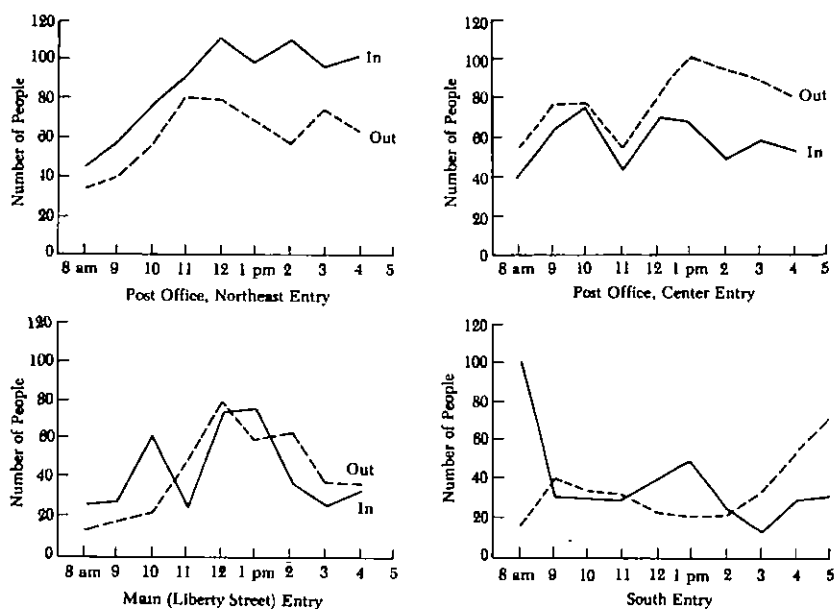 Number of People
120
100
80
60
40
20
0
In
Out
8 am 9 10 11 12 1 pm 2 3 4 5
Post Office, Northeast Entry
Number of People
120
100
80
60
40
20
0
Out
In
8 am 9 10 11 12 1 pm 2 3 4 5
Post Office, Center Entry
Number of People
120
100
80
60
40
20
0
Out
In
8 am 9 10 11 12 1 pm 2 3 4 5
Main (Liberty Street) Entry
Number of People
120
100
80
60
40
20
0
8 am 9 10 11 12 1 pm 2 3 4 5
South Entry